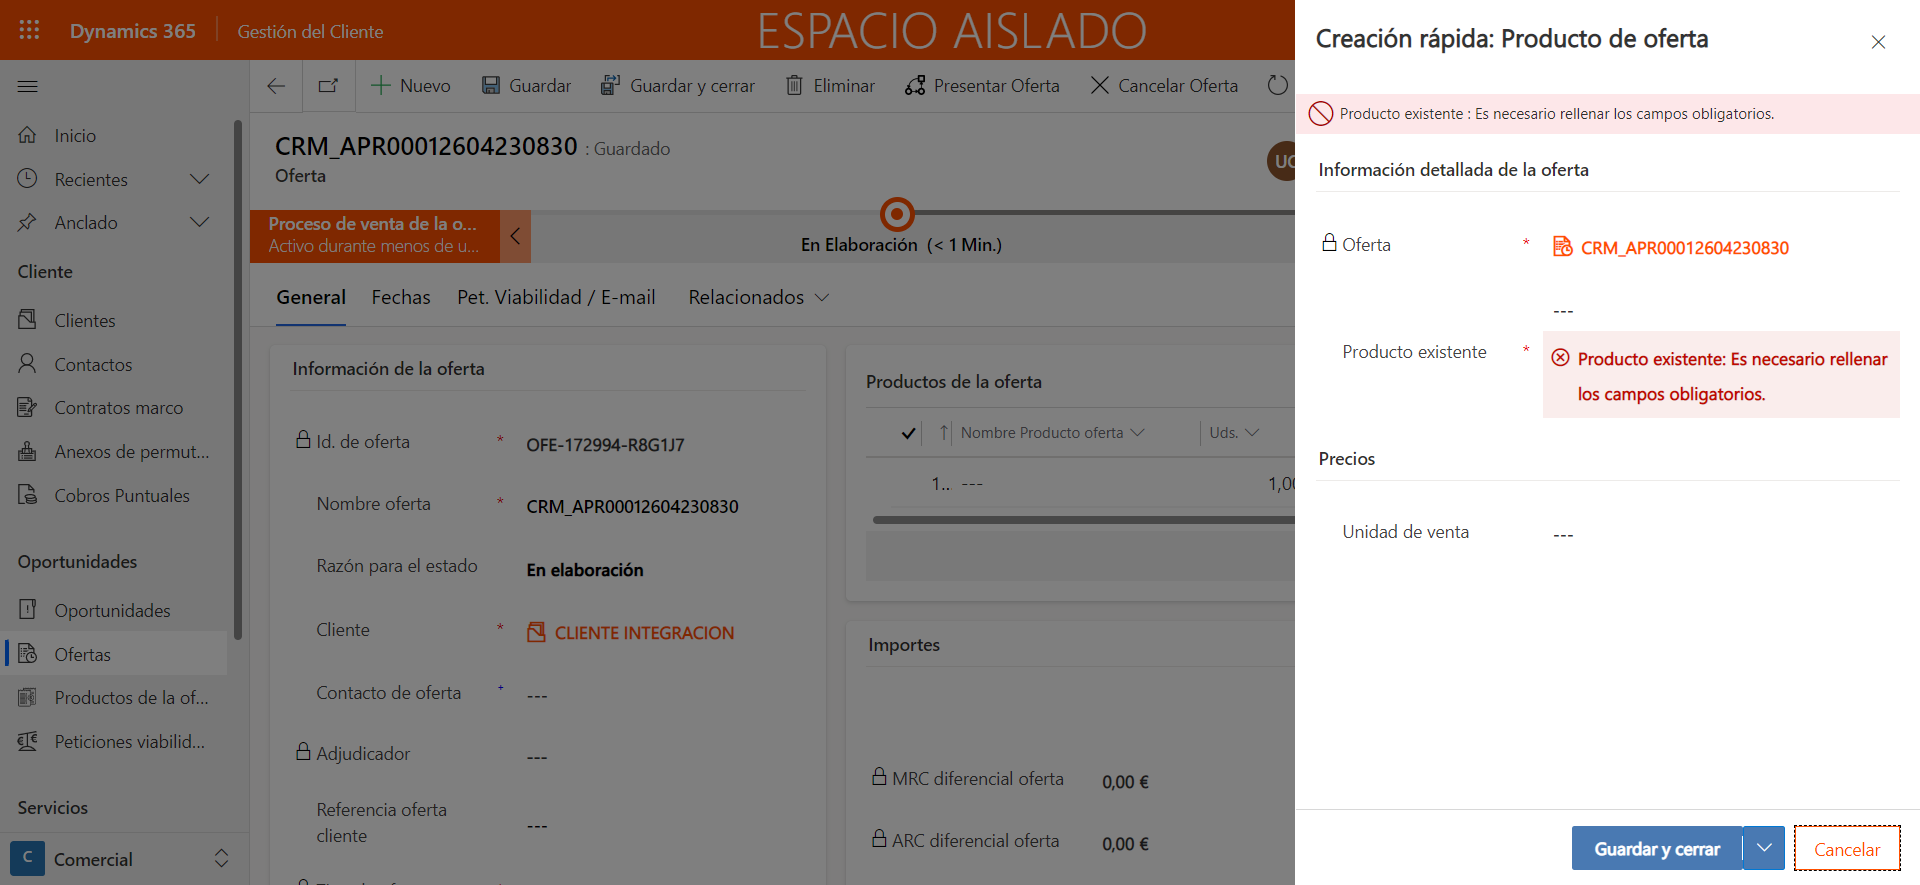 Dynamics 365
Gestión del Cliente
ESPACIO AISLADO
Nuevo
Guardar
Guardar y cerrar
Eliminar
Presentar Oferta
Cancelar Oferta
Inicio
Recientes
Anclado
Cliente
Clientes
Contactos
Contratos marco
Anexos de permut...
Cobros Puntuales
Oportunidades
Oportunidades
Ofertas
Productos de la of...
Peticiones viabilid...
Servicios
C
Comercial
CRM_APR00012604230830 : Guardado
Oferta
Proceso de venta de la o...
Activo durante menos de u...
En Elaboración (< 1 Min.)
General
Fechas
Pet. Viabilidad / E-mail
Relacionados
Información de la oferta
Id. de oferta * OFE-172994-R8G1J7
Nombre oferta * CRM_APR00012604230830
Razón para el estado En elaboración
Cliente * CLIENTE INTEGRACION
Contacto de oferta + ---
Adjudicador ---
Referencia oferta
cliente ---
Productos de la oferta
Nombre Producto oferta
Uds.
1.. --- 1,00
Importes
MRC diferencial oferta 0,00 €
ARC diferencial oferta 0,00 €
Creación rápida: Producto de oferta
Producto existente : Es necesario rellenar los campos obligatorios.
Información detallada de la oferta
Oferta * CRM_APR00012604230830
---
Producto existente *
Producto existente: Es necesario rellenar
los campos obligatorios.
Precios
Unidad de venta ---
Guardar y cerrar
Cancelar